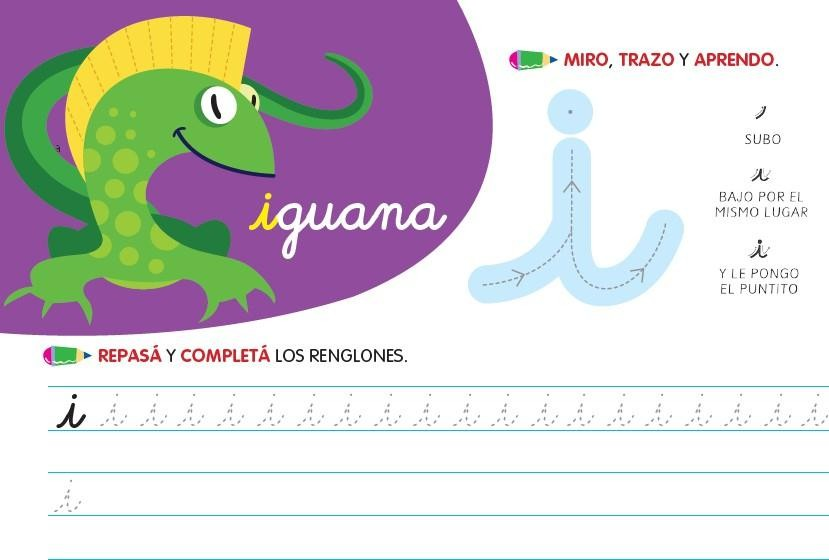 MIRO, TRAZO Y APRENDO.
iguana
i
SUBO
BAJO POR EL
MISMO LUGAR
Y LE PONGO
EL PUNTITO
REPASÁ Y COMPLETÁ LOS RENGLONES.
i i i i i i i i i i i i i i i i i i i i
i